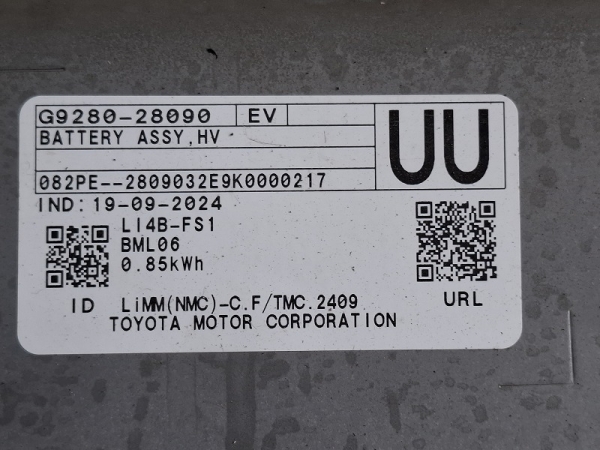 G9280-28090 EV
UU
BATTERY ASSY,HV
082PE--2809032E9K0000217
IND: 19-09-2024
LI4B-FS1
BML06
0.85kWh
ID LiMM(NMC)-C.F/TMC.2409 URL
TOYOTA MOTOR CORPORATION